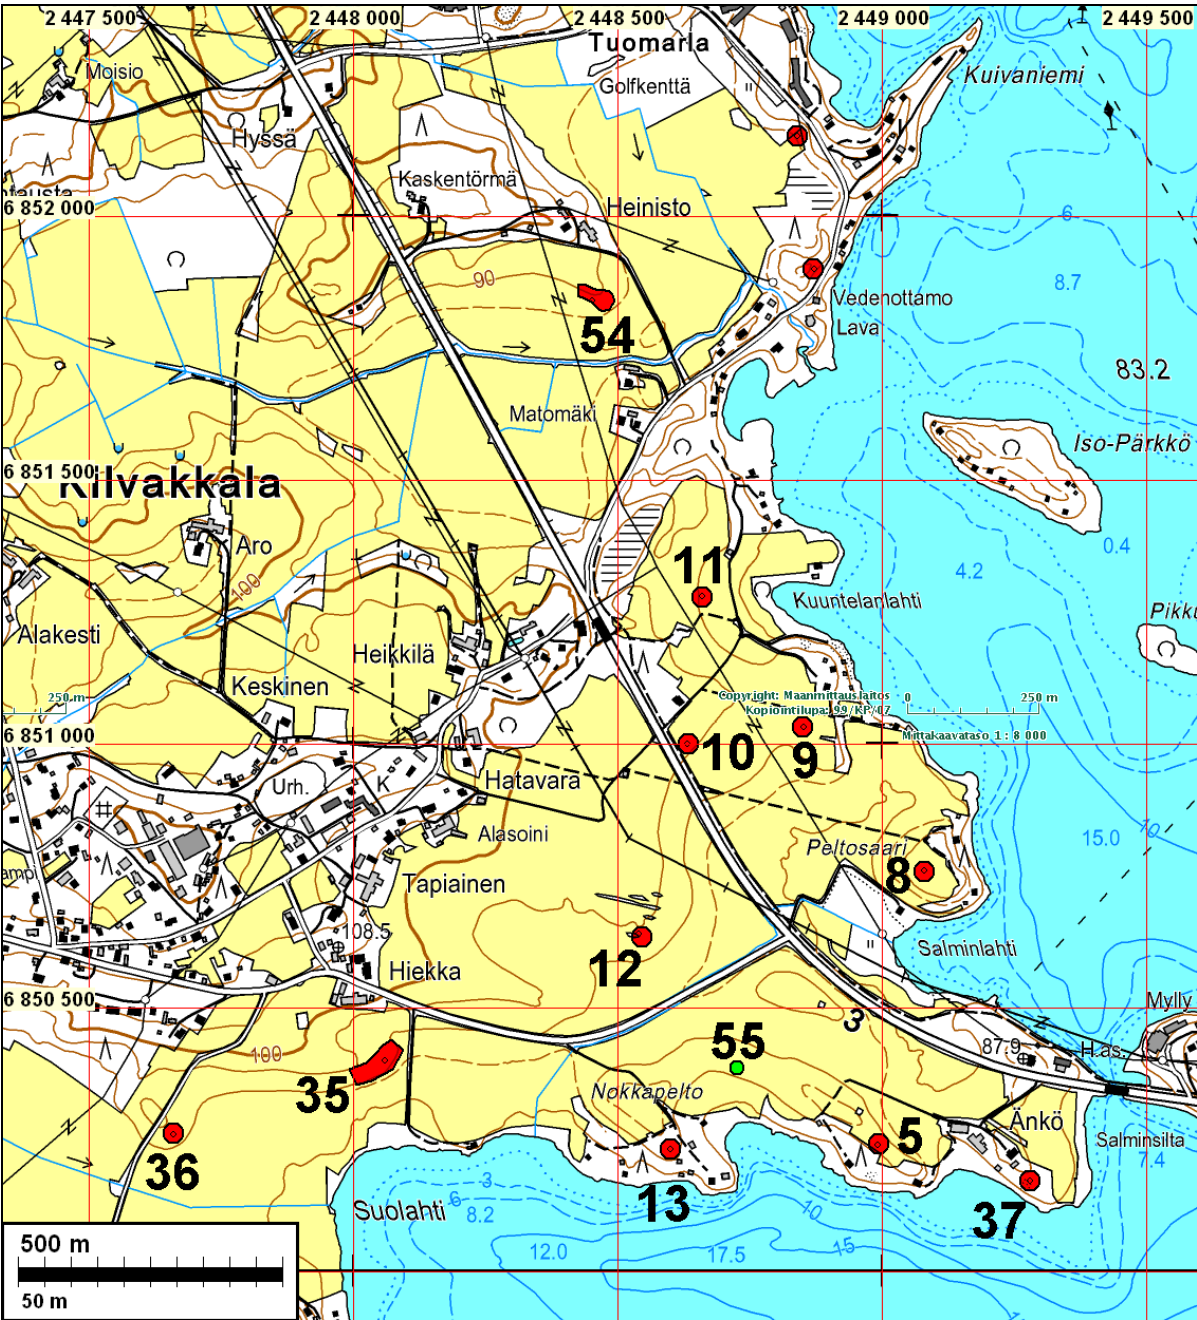 2 447 500
2 448 000
2 448 500
2 449 000
2 449 500
Tuomarla
Moisio
Golfkenttä
Kuivaniemi
Hyssä
Kaskentörmä
Heinisto
6 852 000
6
90
8.7
54
Vedenottamo
Lava
83.2
Matomäki
Iso-Pärkkö
6 851 500
Kilvakkala
Aro
0.4
11
4.2
100
Kuuntelanlahti
Alakesti
Heikkilä
Keskinen
250 m
Copyright: Maanmittauslaitos
Kopiointilupa: 99/KP/07
0
250 m
Mittakaavataso 1 : 8 000
6 851 000
10
9
Urh.
K
Hatavara
15.0
10
Alasoini
Peltosaari
8
Tapiainen
108.5
12
Salminlahti
Hiekka
6 850 500
Mylly
3
87.9
H.as.
100
55
35
Nokkapelto
5
Änkö
Salminsilta
7.4
36
13
37
3
6
8.2
Suolahti
10
15
12.0
17.5
500 m
50 m